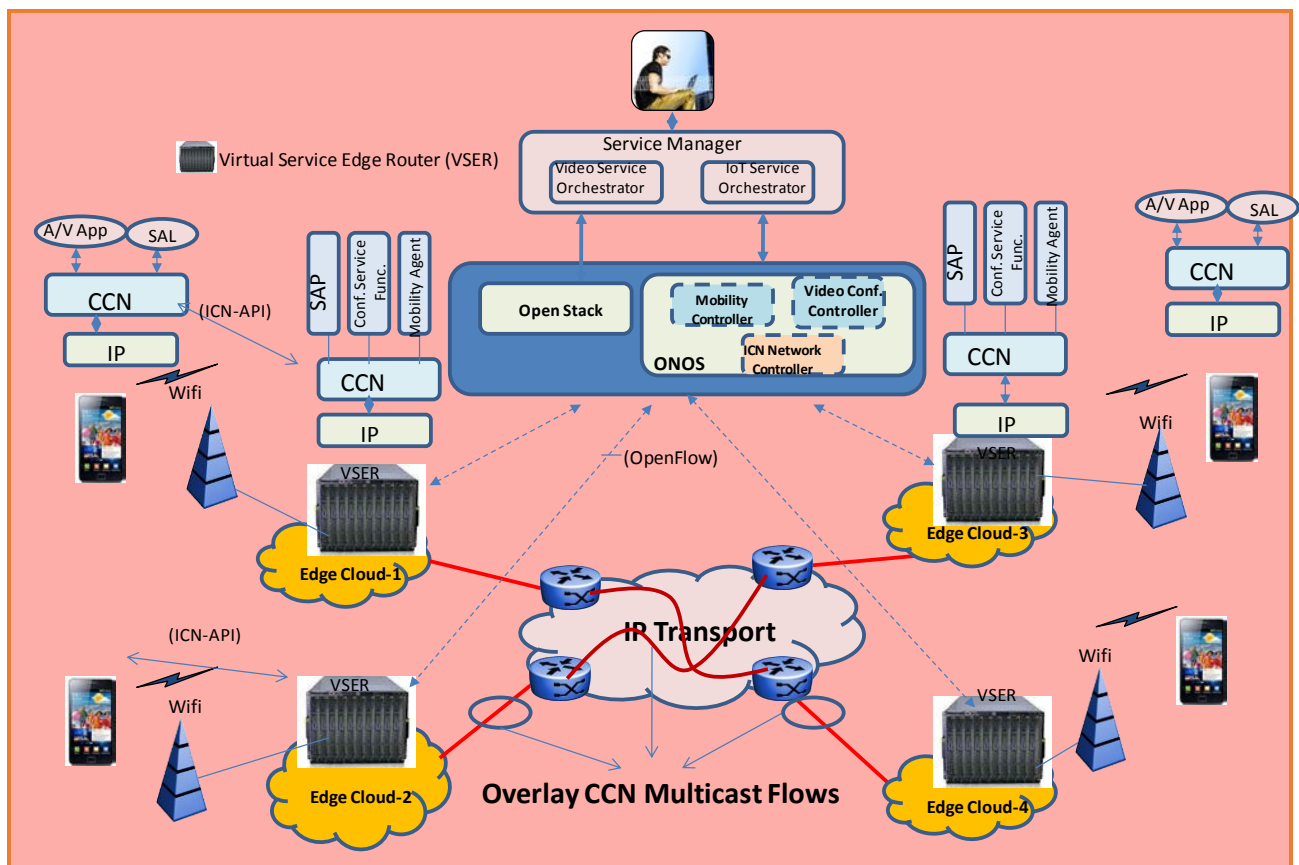 Service Manager
Video Service
Orchestrator
IoT Service
Orchestrator
Virtual Service Edge Router (VSER)
A/V App
SAL
CCN
IP
(ICN-API)
SAP
Conf. Service
Func.
Mobility Agent
CCN
IP
Open Stack
Mobility
Controller
Video Conf.
Controller
ICN Network
Controller
ONOS
SAP
Conf. Service
Func.
Mobility Agent
CCN
IP
A/V App
SAL
CCN
IP
Wifi
VSER
Edge Cloud-1
(OpenFlow)
VSER
Edge Cloud-3
Wifi
IP Transport
(ICN-API)
Wifi
VSER
Edge Cloud-2
Overlay CCN Multicast Flows
VSER
Edge Cloud-4
Wifi